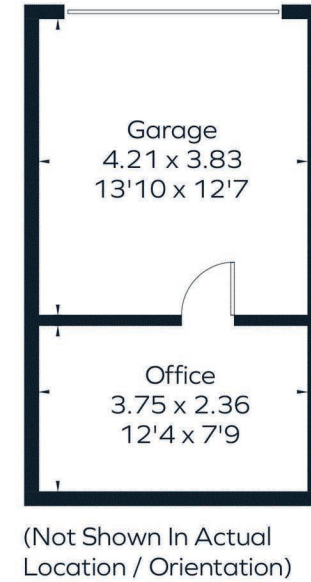 Garage
4.21 x 3.83
13'10 x 12'7
Office
3.75 x 2.36
12'4 x 7'9
(Not Shown In Actual
Location / Orientation)